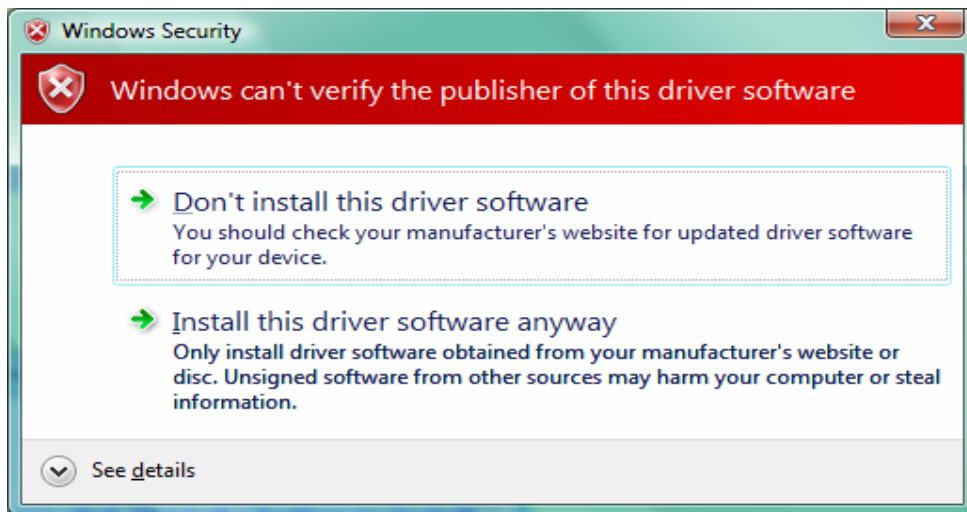 Windows Security
Windows can't verify the publisher of this driver software
Don't install this driver software
You should check your manufacturer's website for updated driver software
for your device.
Install this driver software anyway
Only install driver software obtained from your manufacturer's website or
disc. Unsigned software from other sources may harm your computer or steal
information.
See details